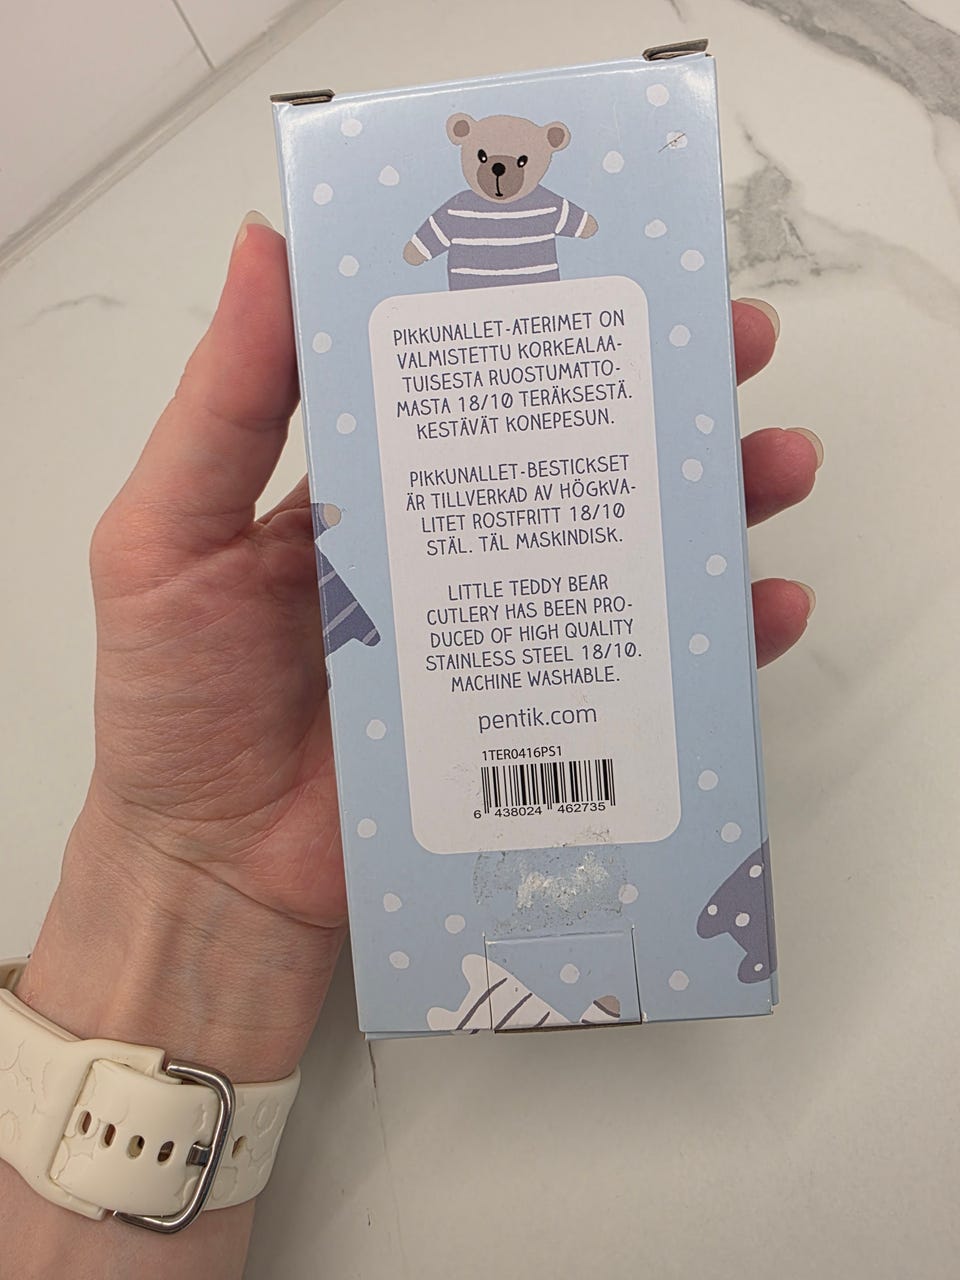 PIKKUNALLET-ATERIMET ON
VALMISTETTU KORKEALAA-
TUISESTA RUOSTUMATTO-
MASTA 18/10 TERÄKSESTÄ.
KESTÄVÄT KONEPESUN.
PIKKUNALLET-BESTICKSET
ÄR TILLVERKAD AV HÖGKVA-
LITET ROSTFRITT 18/10
STÅL. TÅL MASKINDISK.
LITTLE TEDDY BEAR
CUTLERY HAS BEEN PRO-
DUCED OF HIGH QUALITY
STAINLESS STEEL 18/10.
MACHINE WASHABLE.
pentik.com
1TER0416PS1
6 438024 462735